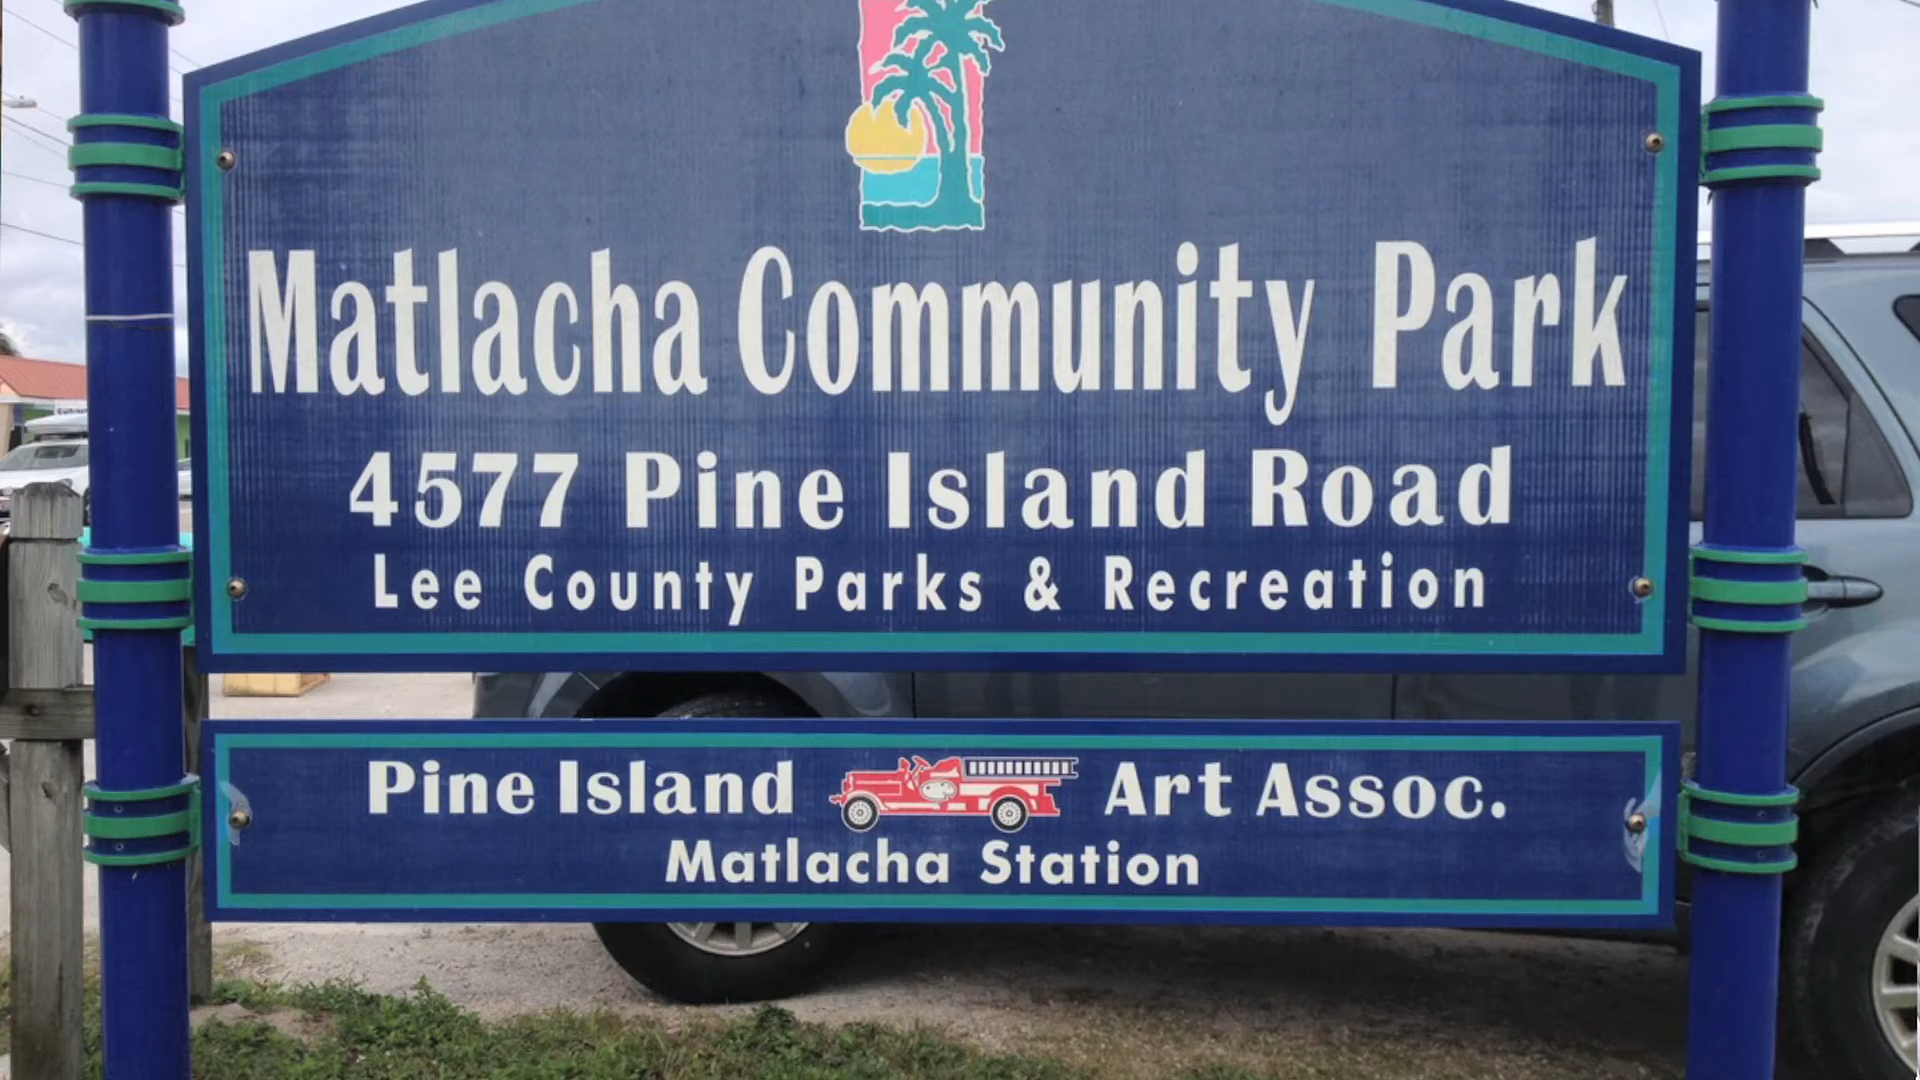 Matlacha Community Park
4577 Pine Island Road
Lee County Parks & Recreation
Pine Island Art Assoc.
Matlacha Station